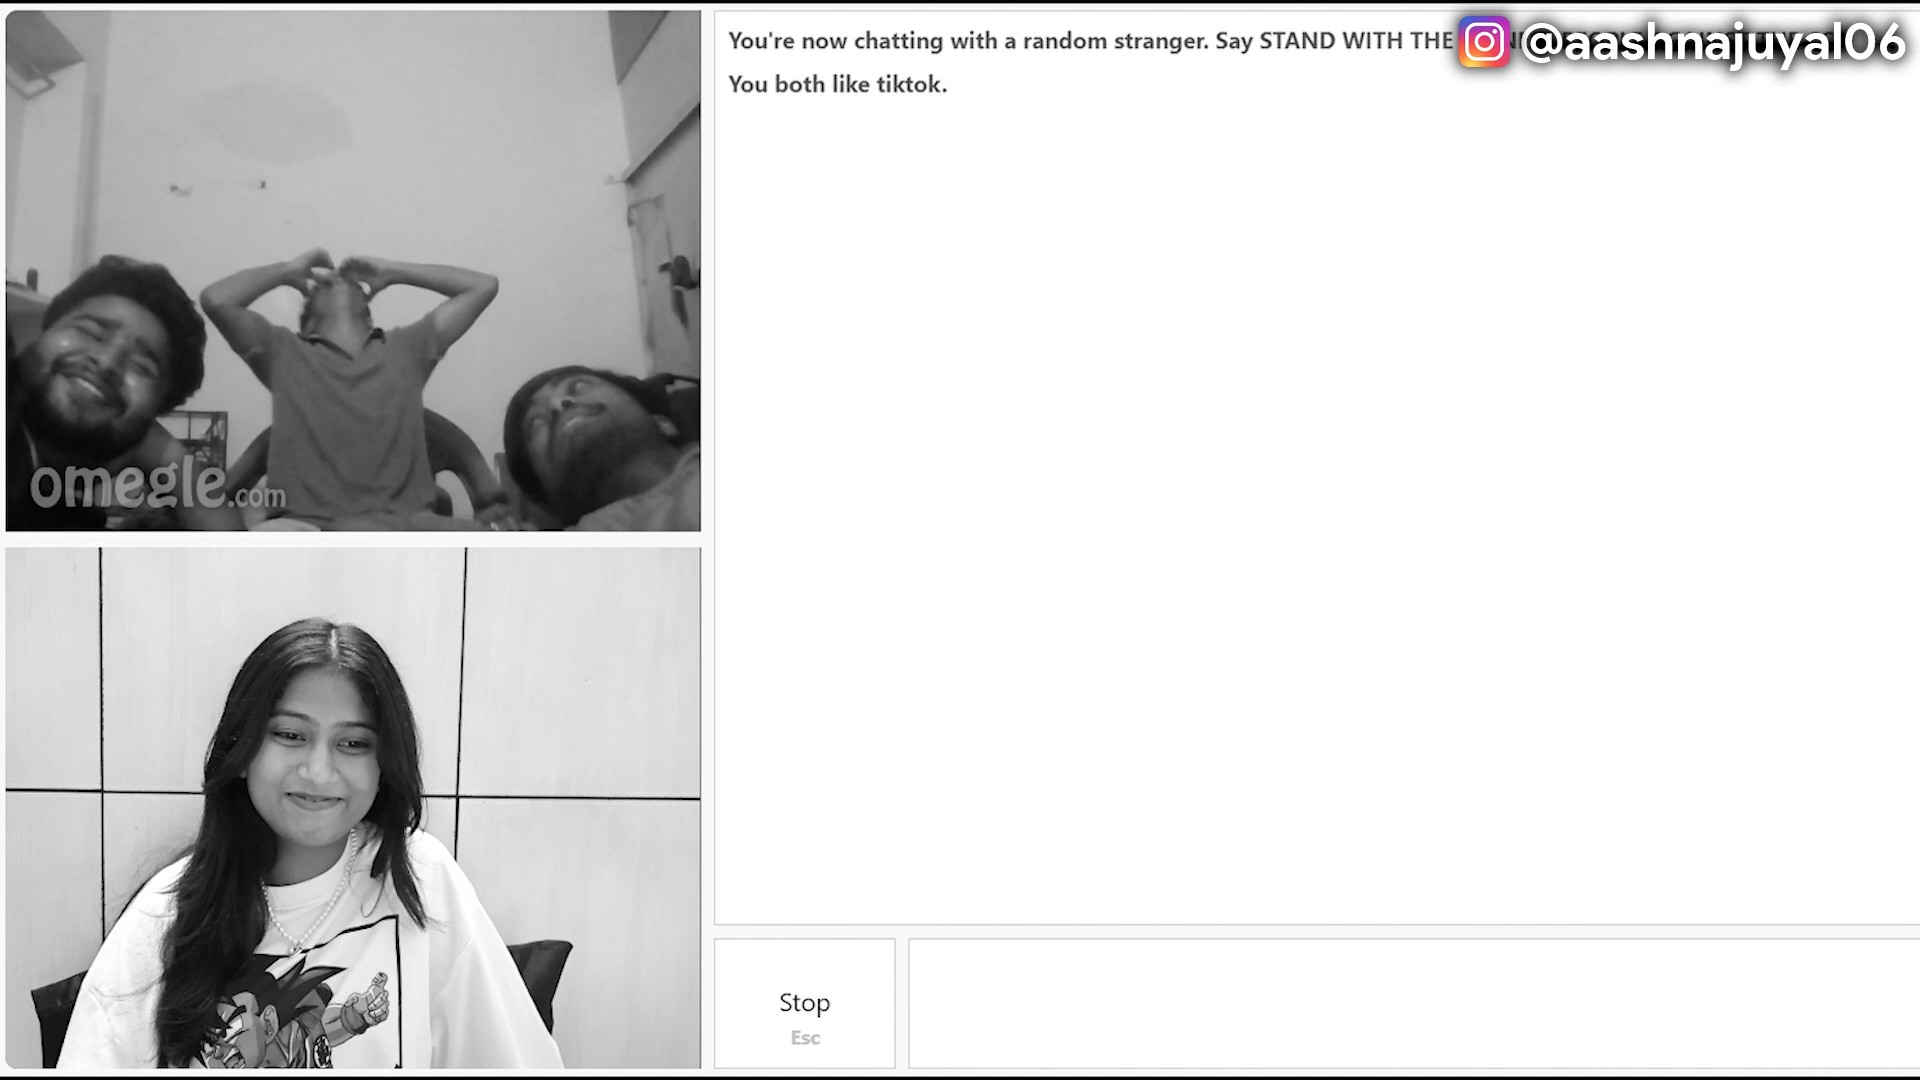 You're now chatting with a random stranger. Say STAND WITH THE
@aashnajuyal06
You both like tiktok.
omegle.com
Stop
Esc